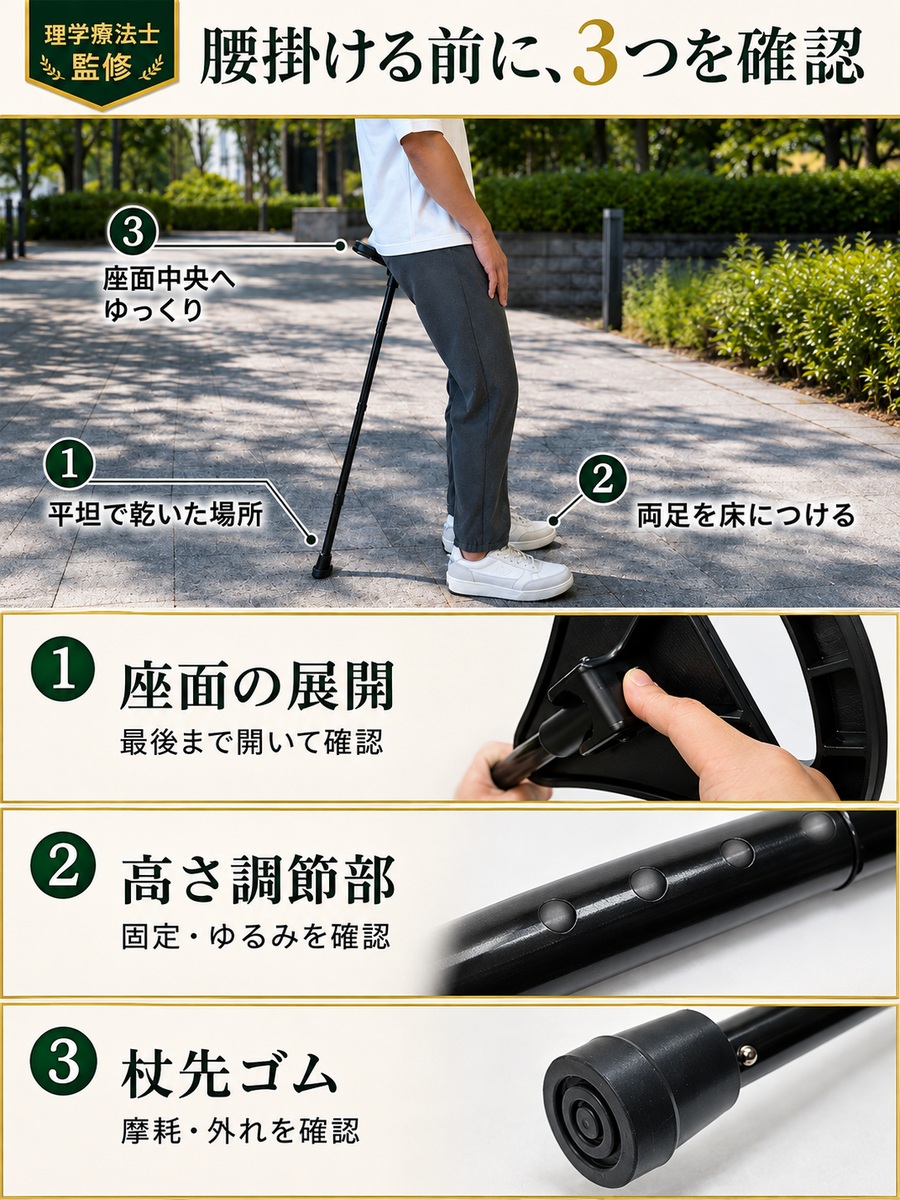 理学療法士
監修
腰掛ける前に、3つを確認
3
座面中央へ
ゆっくり
1
平坦で乾いた場所
2
両足を床につける
1
座面の展開
最後まで開いて確認
2
高さ調節部
固定・ゆるみを確認
3
杖先ゴム
摩耗・外れを確認